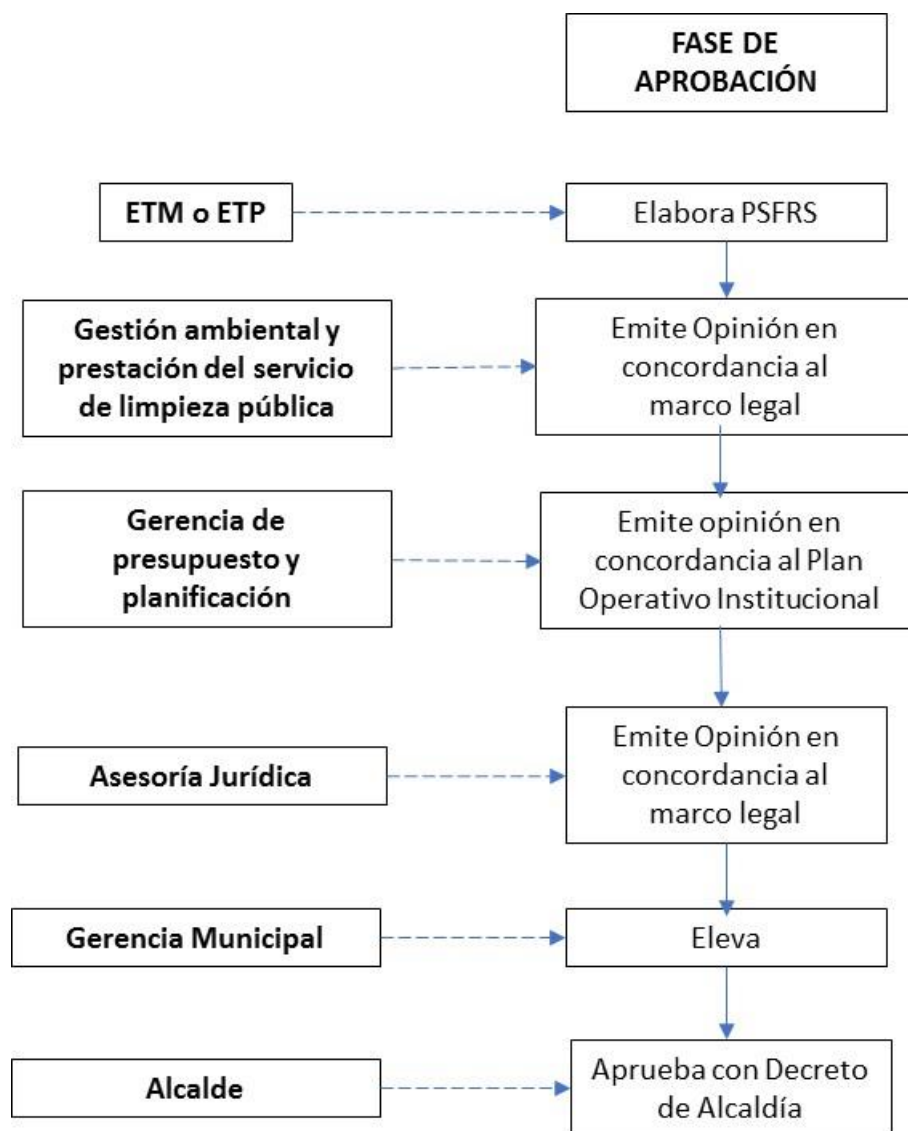 FASE DE
APROBACIÓN
ETM o ETP
Elabora PSFRS
Gestión ambiental y
prestación del servicio
de limpieza pública
Emite Opinión en
concordancia al
marco legal
Gerencia de
presupuesto y
planificación
Emite opinión en
concordancia al Plan
Operativo Institucional
Asesoría Jurídica
Emite Opinión en
concordancia al
marco legal
Gerencia Municipal
Eleva
Alcalde
Aprueba con Decreto
de Alcaldía